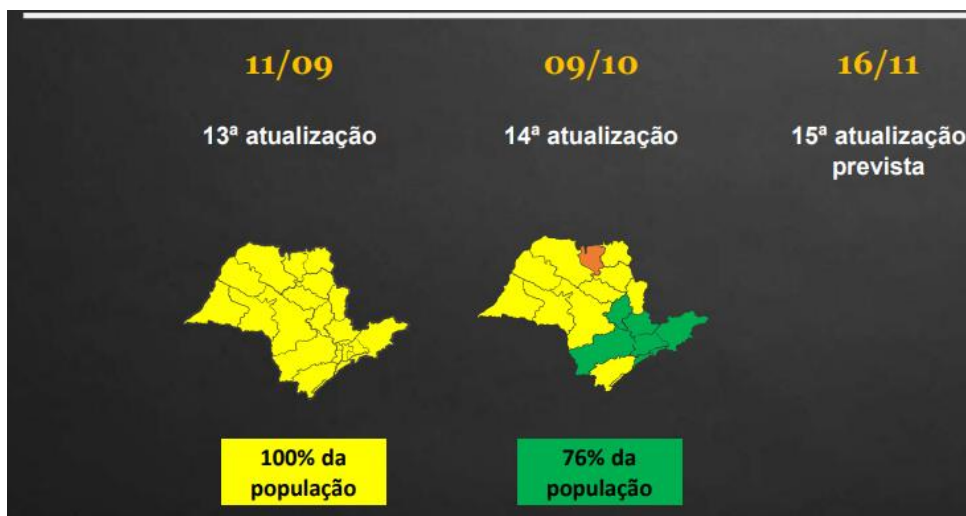 11/09
09/10
16/11
13ª atualização
14ª atualização
15ª atualização
prevista
100% da
população
76% da
população